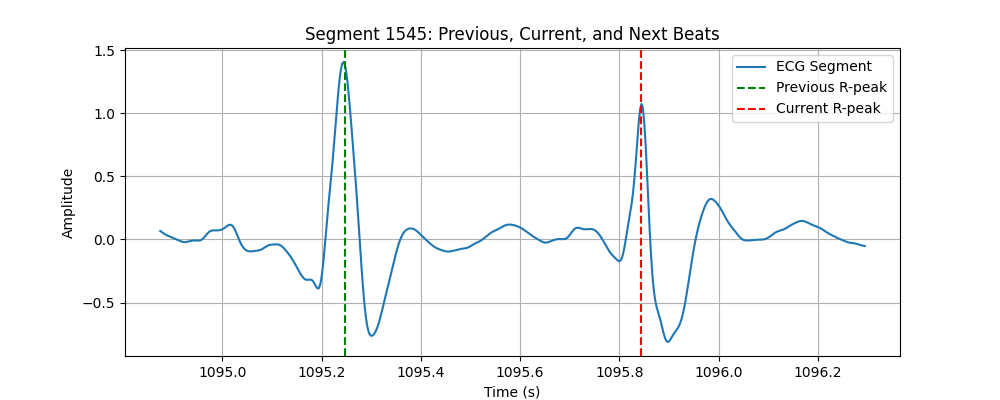 Segment 1545: Previous, Current, and Next Beats
ECG Segment
Previous R-peak
Current R-peak
1.5
1.0
0.5
0.0
−0.5
Amplitude
1095.0 1095.2 1095.4 1095.6 1095.8 1096.0 1096.2
Time (s)